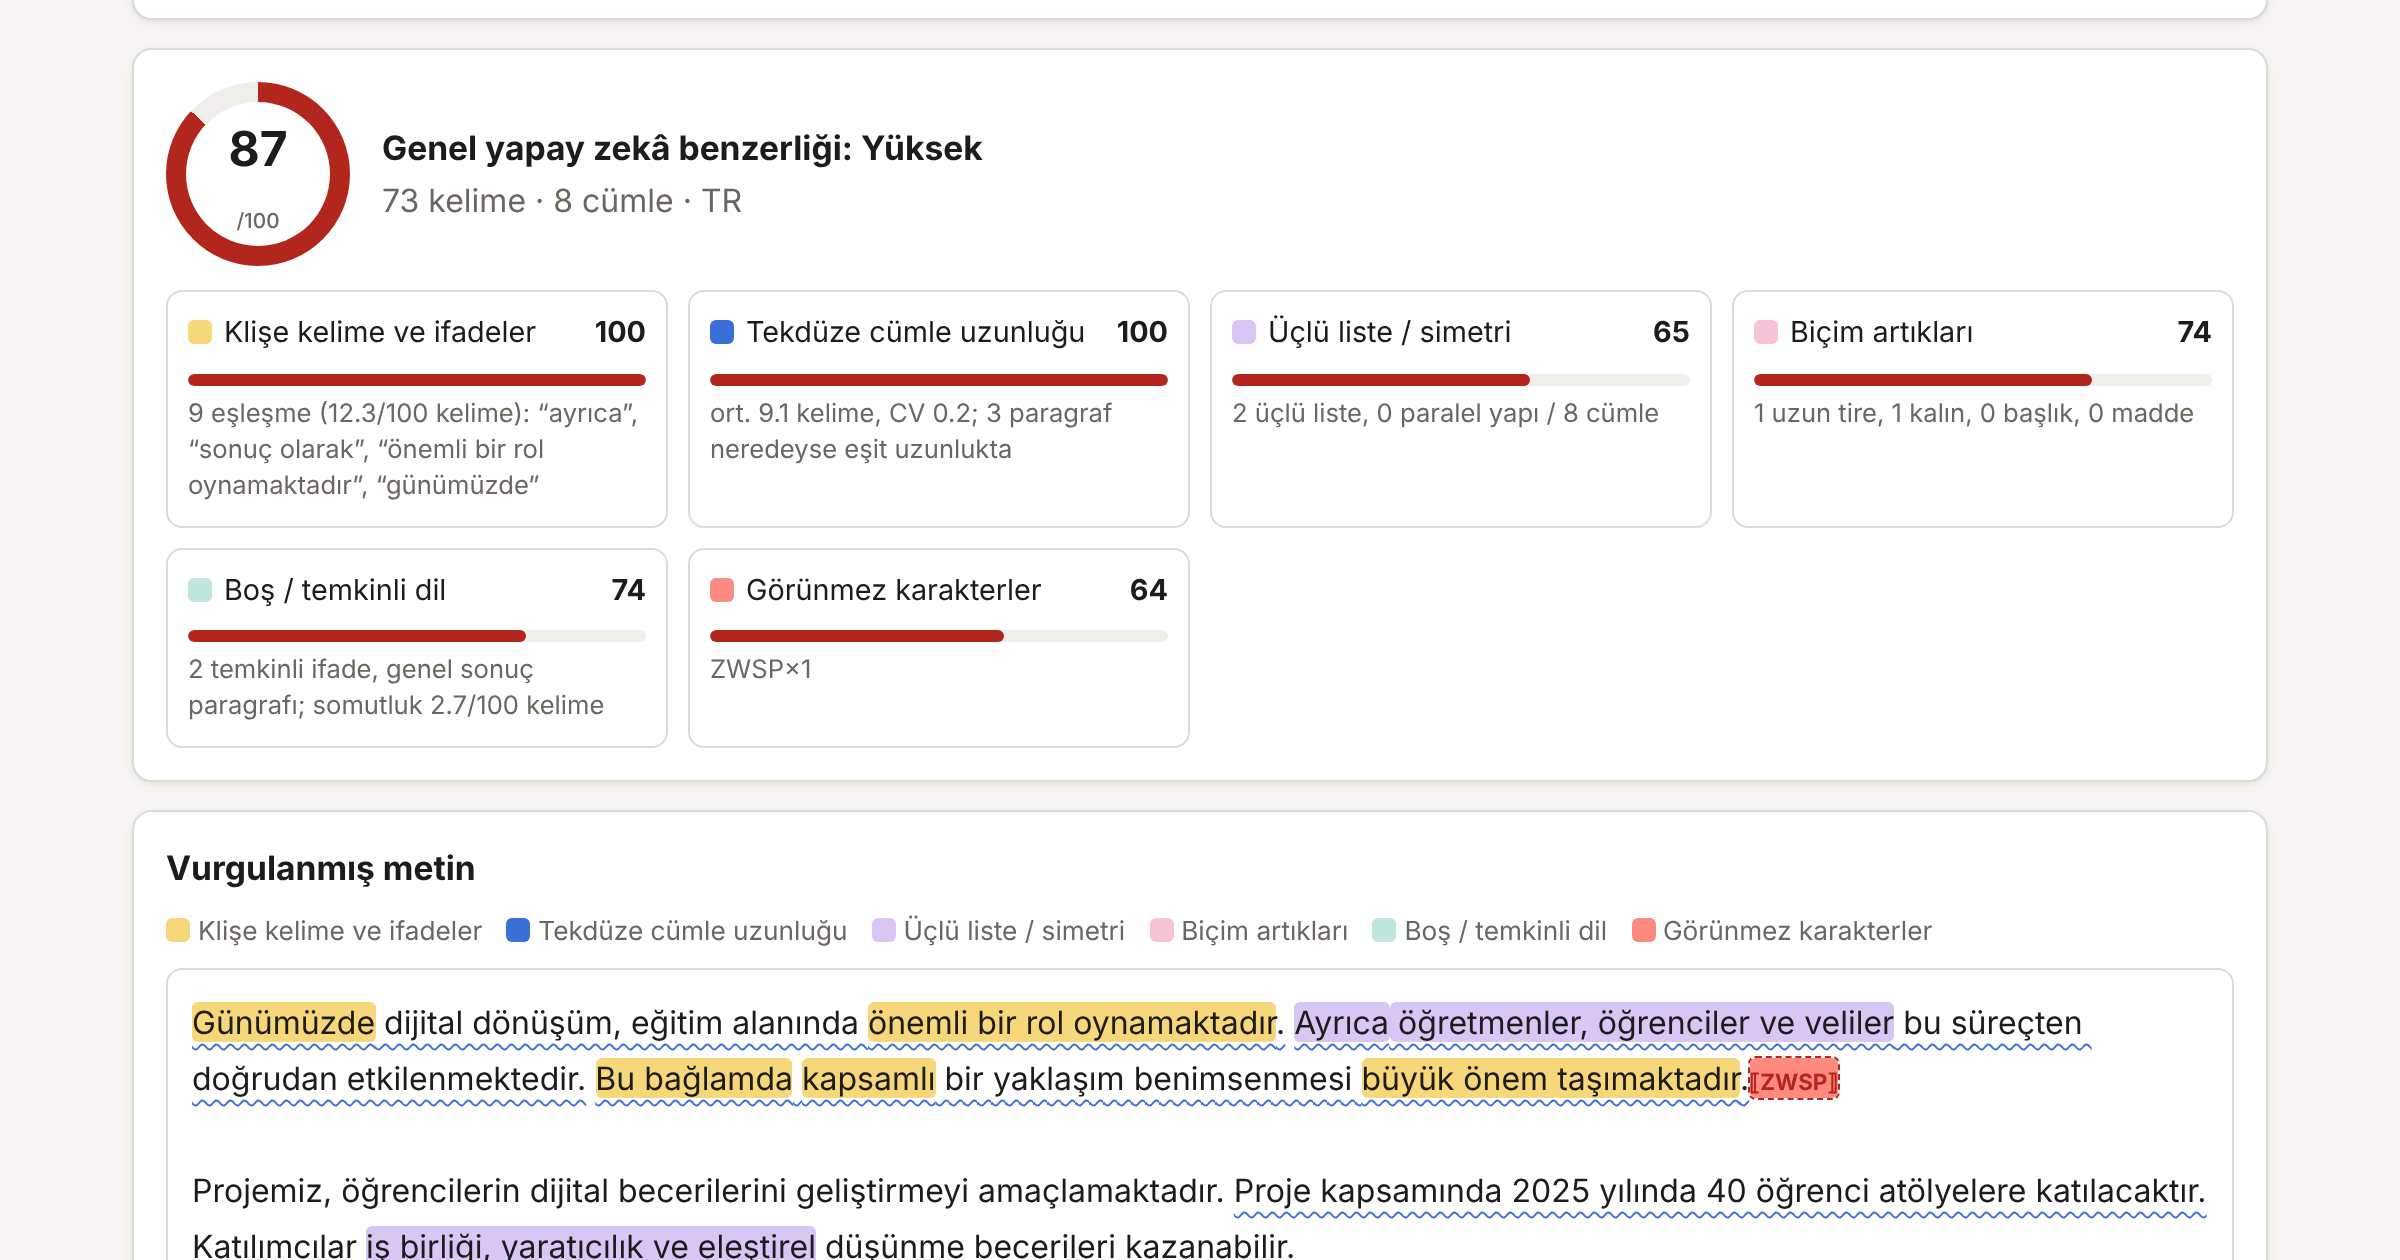 87
/100
Genel yapay zekâ benzerliği: Yüksek
73 kelime · 8 cümle · TR
Klişe kelime ve ifadeler 100
9 eşleşme (12.3/100 kelime): “ayrıca”,
“sonuç olarak”, “önemli bir rol
oynamaktadır”, “günümüzde”
Tekdüze cümle uzunluğu 100
ort. 9.1 kelime, CV 0.2; 3 paragraf
neredeyse eşit uzunlukta
Üçlü liste / simetri 65
2 üçlü liste, 0 paralel yapı / 8 cümle
Biçim artıkları 74
1 uzun tire, 1 kalın, 0 başlık, 0 madde
Boş / temkinli dil 74
2 temkinli ifade, genel sonuç
paragrafı; somutluk 2.7/100 kelime
Görünmez karakterler 64
ZWSP×1
Vurgulanmış metin
Klişe kelime ve ifadeler Tekdüze cümle uzunluğu Üçlü liste / simetri Biçim artıkları Boş / temkinli dil Görünmez karakterler
Günümüzde dijital dönüşüm, eğitim alanında önemli bir rol oynamaktadır. Ayrıca öğretmenler, öğrenciler ve veliler bu süreçten
doğrudan etkilenmektedir. Bu bağlamda kapsamlı bir yaklaşım benimsenmesi büyük önem taşımaktadır.⟦ZWSP⟧
Projemiz, öğrencilerin dijital becerilerini geliştirmeyi amaçlamaktadır. Proje kapsamında 2025 yılında 40 öğrenci atölyelere katılacaktır.
Katılımcılar iş birliği, yaratıcılık ve eleştirel düşünme becerileri kazanabilir.